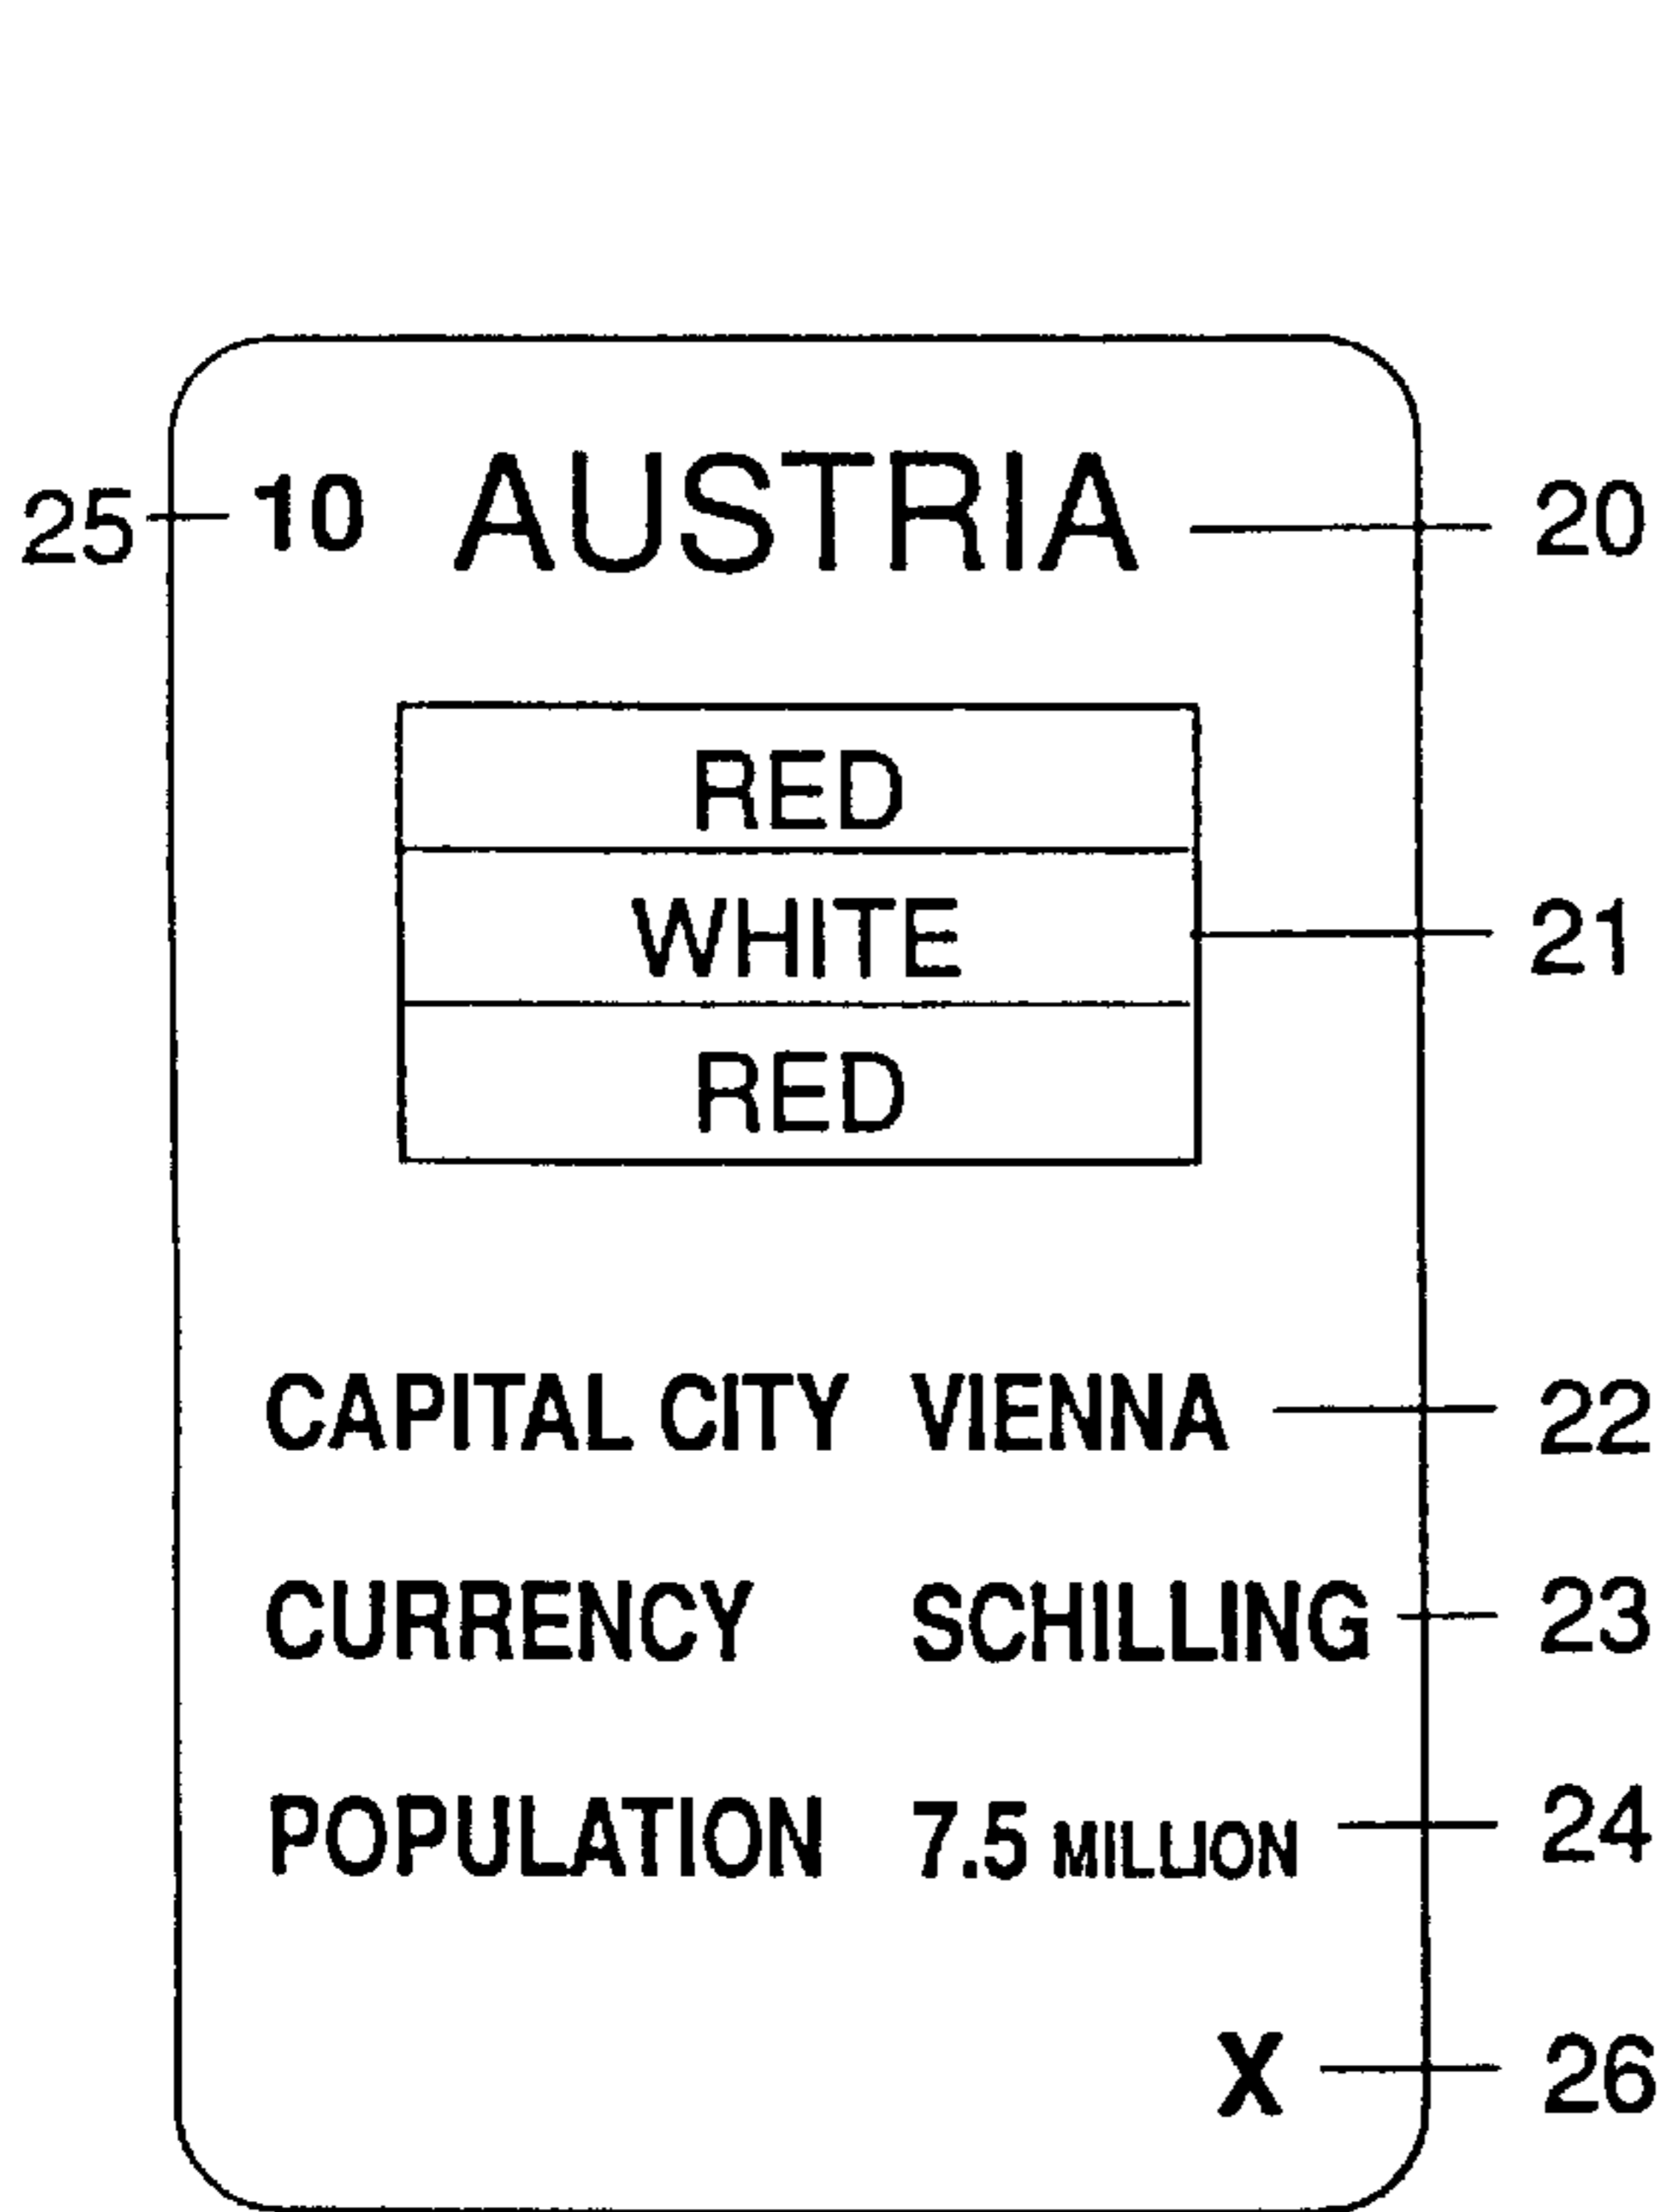 25 10 AUSTRIA 20
RED
WHITE 21
RED
CAPITAL CITY VIENNA 22
CURRENCY SCHILLING 23
POPULATION 7.5 MILLION 24
X 26